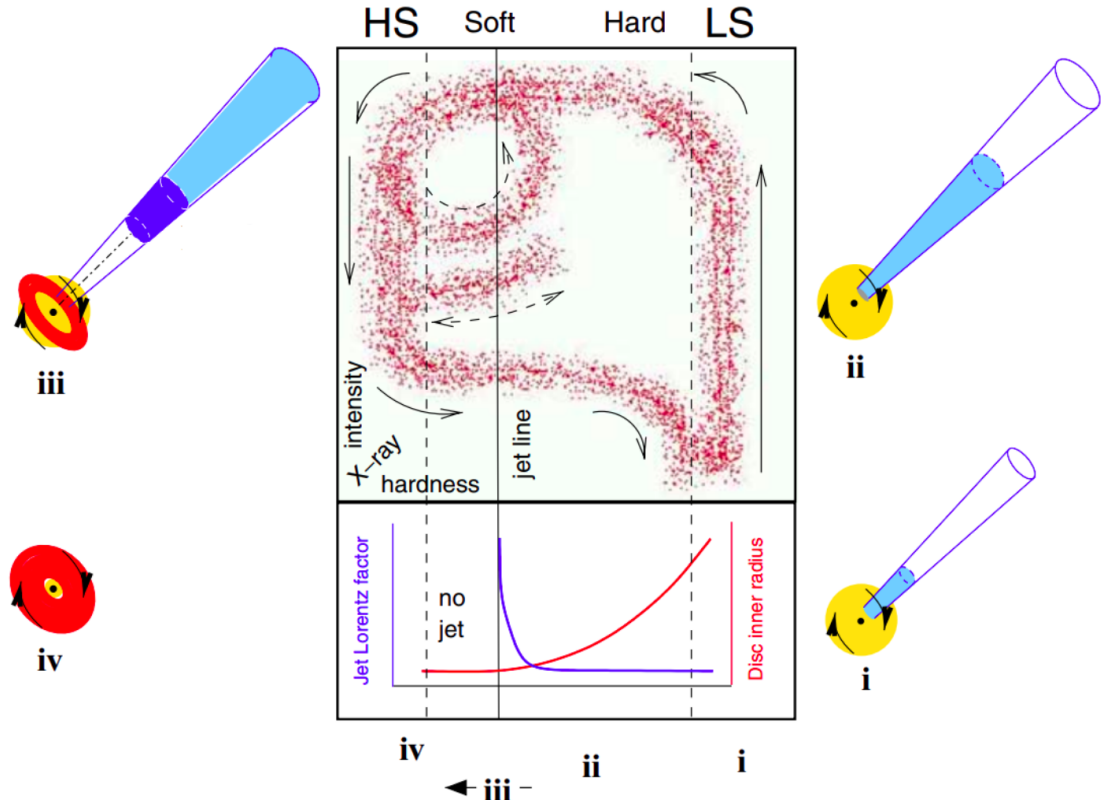 HS Soft Hard LS
iii
ii
intensity
X-ray
hardness
jet line
iv
i
Jet Lorentz factor
no
jet
Disc inner radius
iv
iii
ii
i